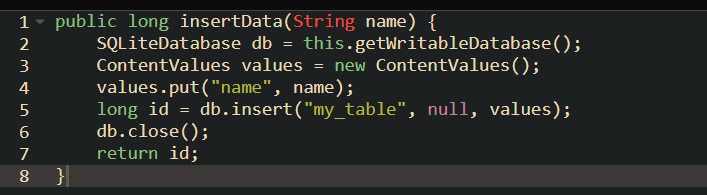 1 public long insertData(String name) {
2     SQLiteDatabase db = this.getWritableDatabase();
3     ContentValues values = new ContentValues();
4     values.put("name", name);
5     long id = db.insert("my_table", null, values);
6     db.close();
7     return id;
8 }